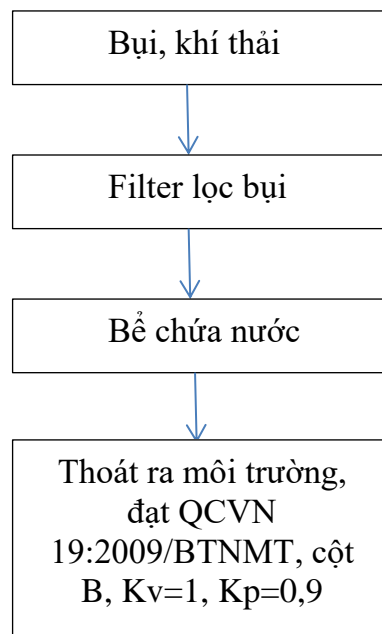 Bụi, khí thải
Filter lọc bụi
Bể chứa nước
Thoát ra môi trường,
đạt QCVN
19:2009/BTNMT, cột
B, Kv=1, Kp=0,9